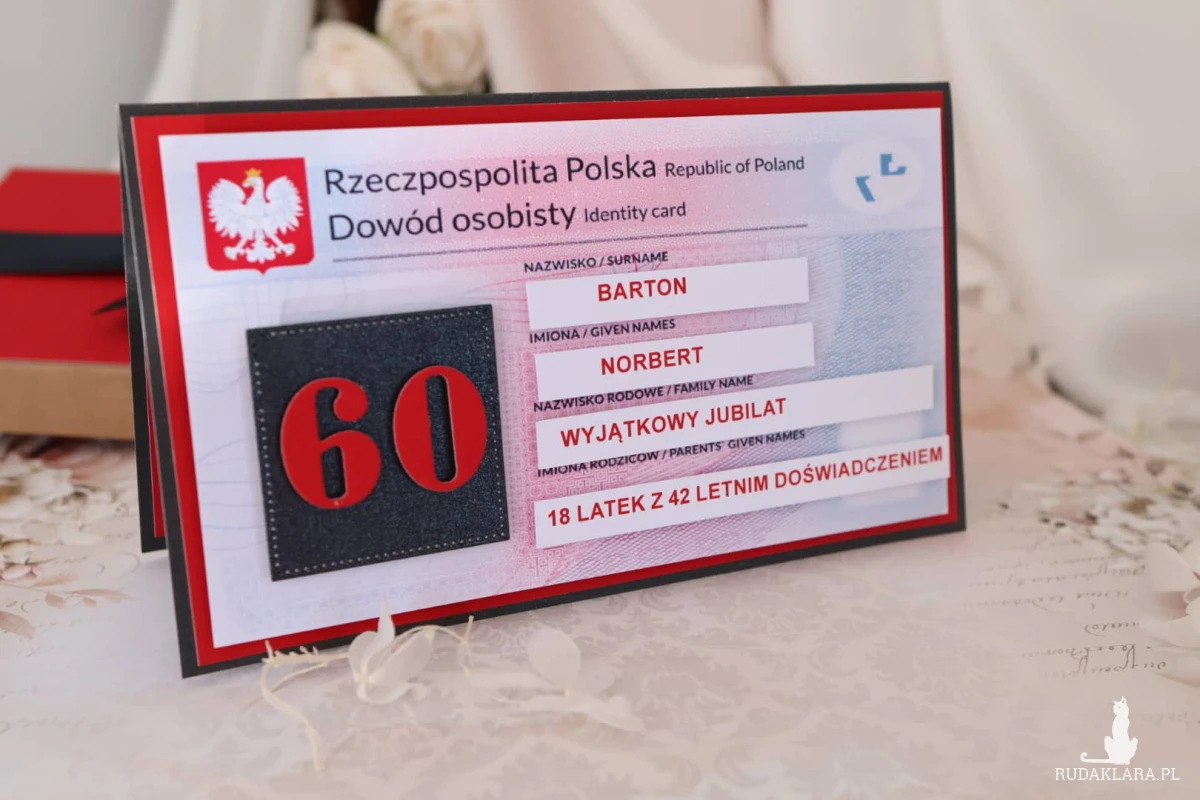 Rzeczpospolita Polska Republic of Poland
Dowód osobisty Identity card
NAZWISKO / SURNAME
BARTON
IMIONA / GIVEN NAMES
NORBERT
NAZWISKO RODOWE / FAMILY NAME
WYJĄTKOWY JUBILAT
IMIONA RODZICÓW / PARENTS' GIVEN NAMES
18 LATEK Z 42 LETNIM DOŚWIADCZENIEM
60
RUDAKLARA.PL